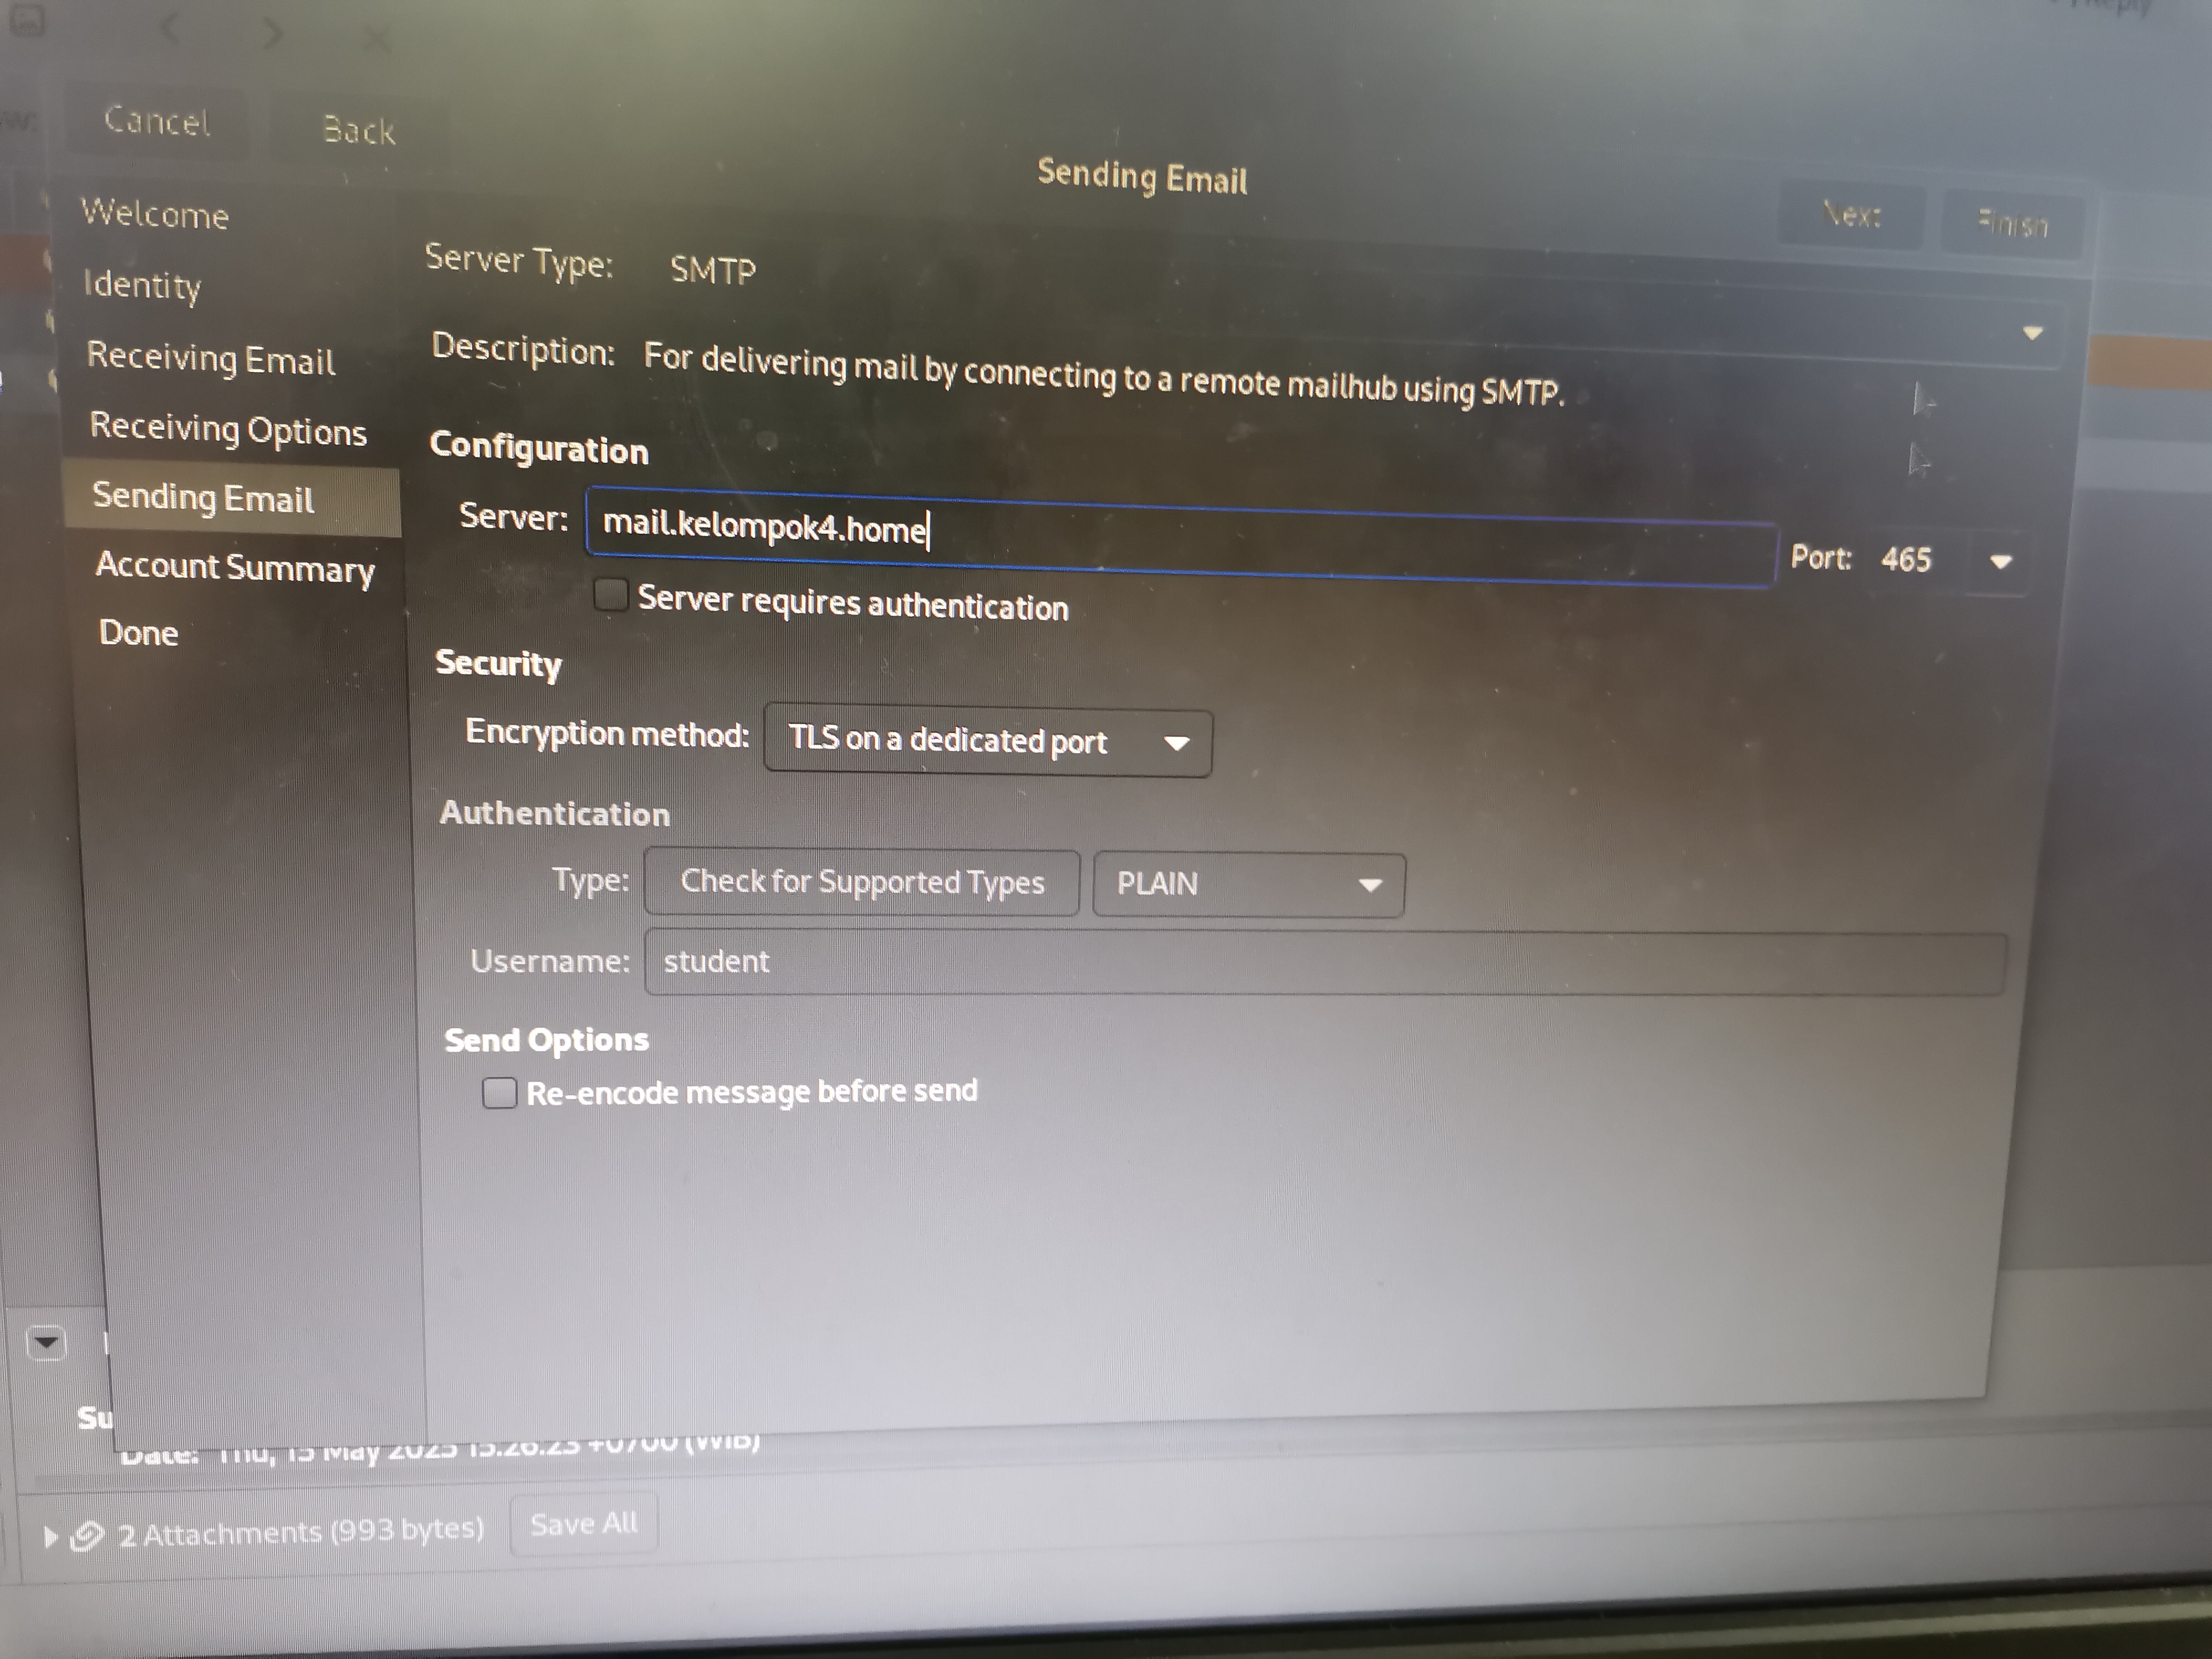 Reply
Cancel
Back
Sending Email
Next
Finish
Welcome
Identity
Receiving Email
Receiving Options
Sending Email
Account Summary
Done
Server Type: SMTP
Description: For delivering mail by connecting to a remote mailhub using SMTP.
Configuration
Server: mail.kelompok4.home Port: 465
Server requires authentication
Security
Encryption method: TLS on a dedicated port
Authentication
Type: Check for Supported Types PLAIN
Username: student
Send Options
Re-encode message before send
Su
Date: Thu, 15 May 2025 15:26:23 +0700 (WIB)
2 Attachments (993 bytes) Save All